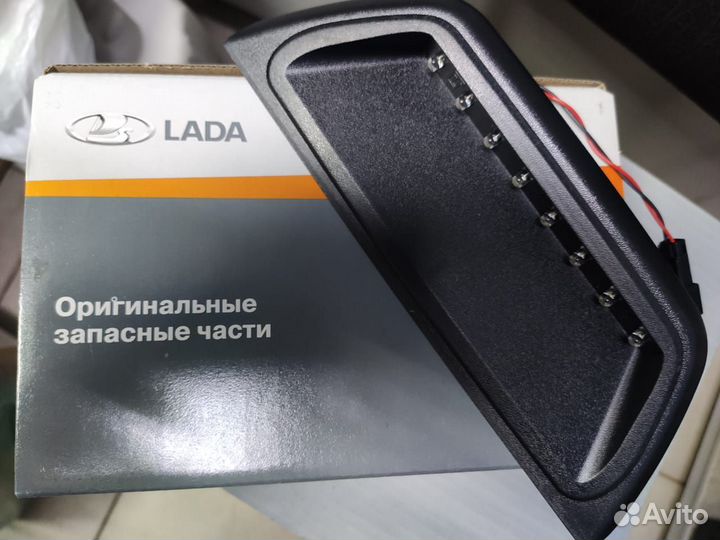 LADA
Оригинальные
запасные части
Avito